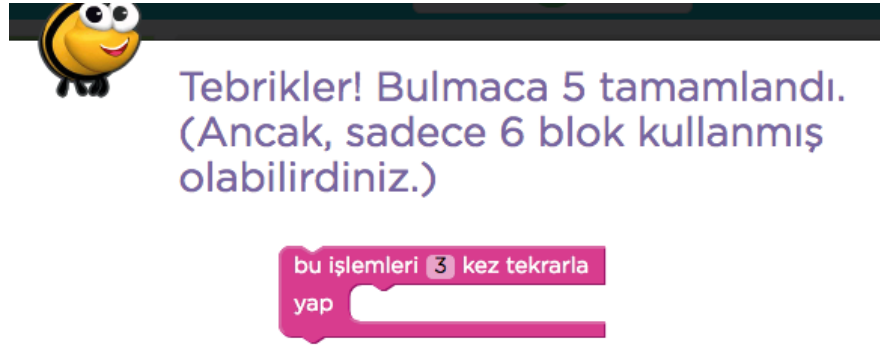 Tebrikler! Bulmaca 5 tamamlandı.
(Ancak, sadece 6 blok kullanmış
olabilirdiniz.)
bu işlemleri 3 kez tekrarla
yap